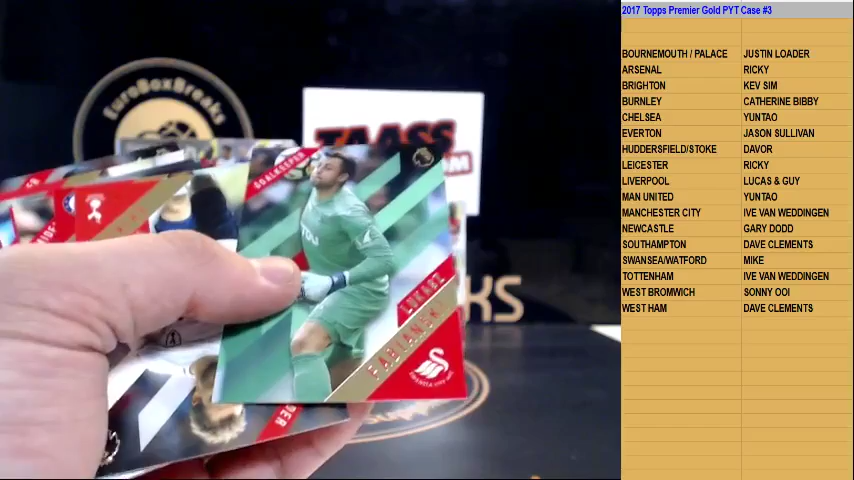 EuroBoxBreaks
TAASS
GOALKEEPER
LUKASZ
FABIANSKI
2017 Topps Premier Gold PYT Case #3
BOURNEMOUTH / PALACE JUSTIN LOADER
ARSENAL RICKY
BRIGHTON KEV SIM
BURNLEY CATHERINE BIBBY
CHELSEA YUNTAO
EVERTON JASON SULLIVAN
HUDDERSFIELD/STOKE DAVOR
LEICESTER RICKY
LIVERPOOL LUCAS & GUY
MAN UNITED YUNTAO
MANCHESTER CITY IVE VAN WEDDINGEN
NEWCASTLE GARY DODD
SOUTHAMPTON DAVE CLEMENTS
SWANSEA/WATFORD MIKE
TOTTENHAM IVE VAN WEDDINGEN
WEST BROMWICH SONNY OOI
WEST HAM DAVE CLEMENTS